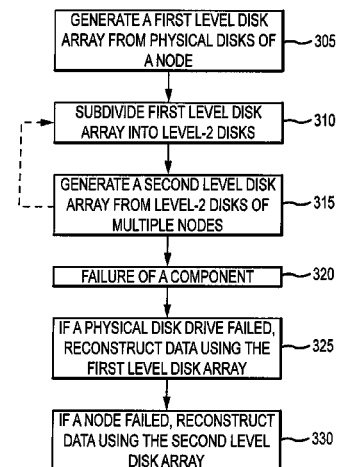 GENERATE A FIRST LEVEL DISK
ARRAY FROM PHYSICAL DISKS OF
A NODE
305
SUBDIVIDE FIRST LEVEL DISK
ARRAY INTO LEVEL-2 DISKS
310
GENERATE A SECOND LEVEL DISK
ARRAY FROM LEVEL-2 DISKS OF
MULTIPLE NODES
315
FAILURE OF A COMPONENT
320
IF A PHYSICAL DISK DRIVE FAILED,
RECONSTRUCT DATA USING THE
FIRST LEVEL DISK ARRAY
325
IF A NODE FAILED, RECONSTRUCT
DATA USING THE SECOND LEVEL
DISK ARRAY
330